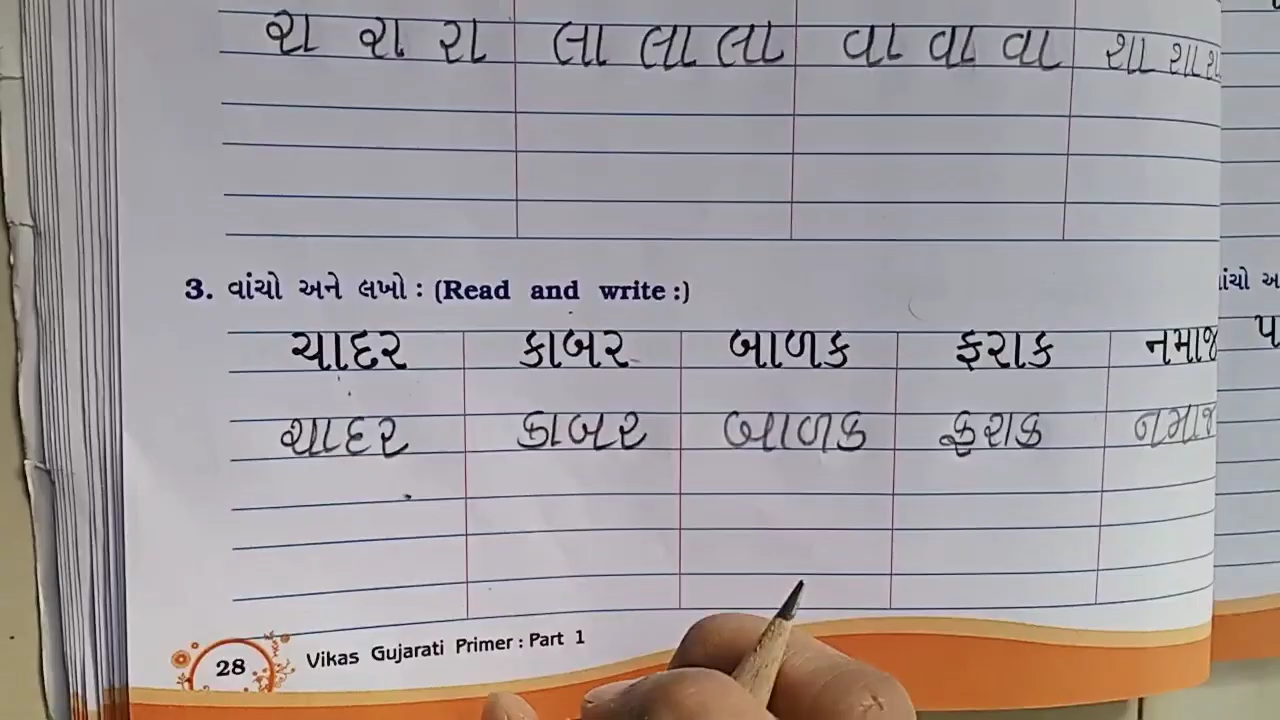 રા રા રા લા લા લા વા વા વા શા શા શા
3. વાંચો અને લખો : (Read and write :)
ચાદર કાબર બાળક ફરાક નમાજ
ચાદર કાબર બાળક ફરાક નમાજ
28 Vikas Gujarati Primer : Part 1